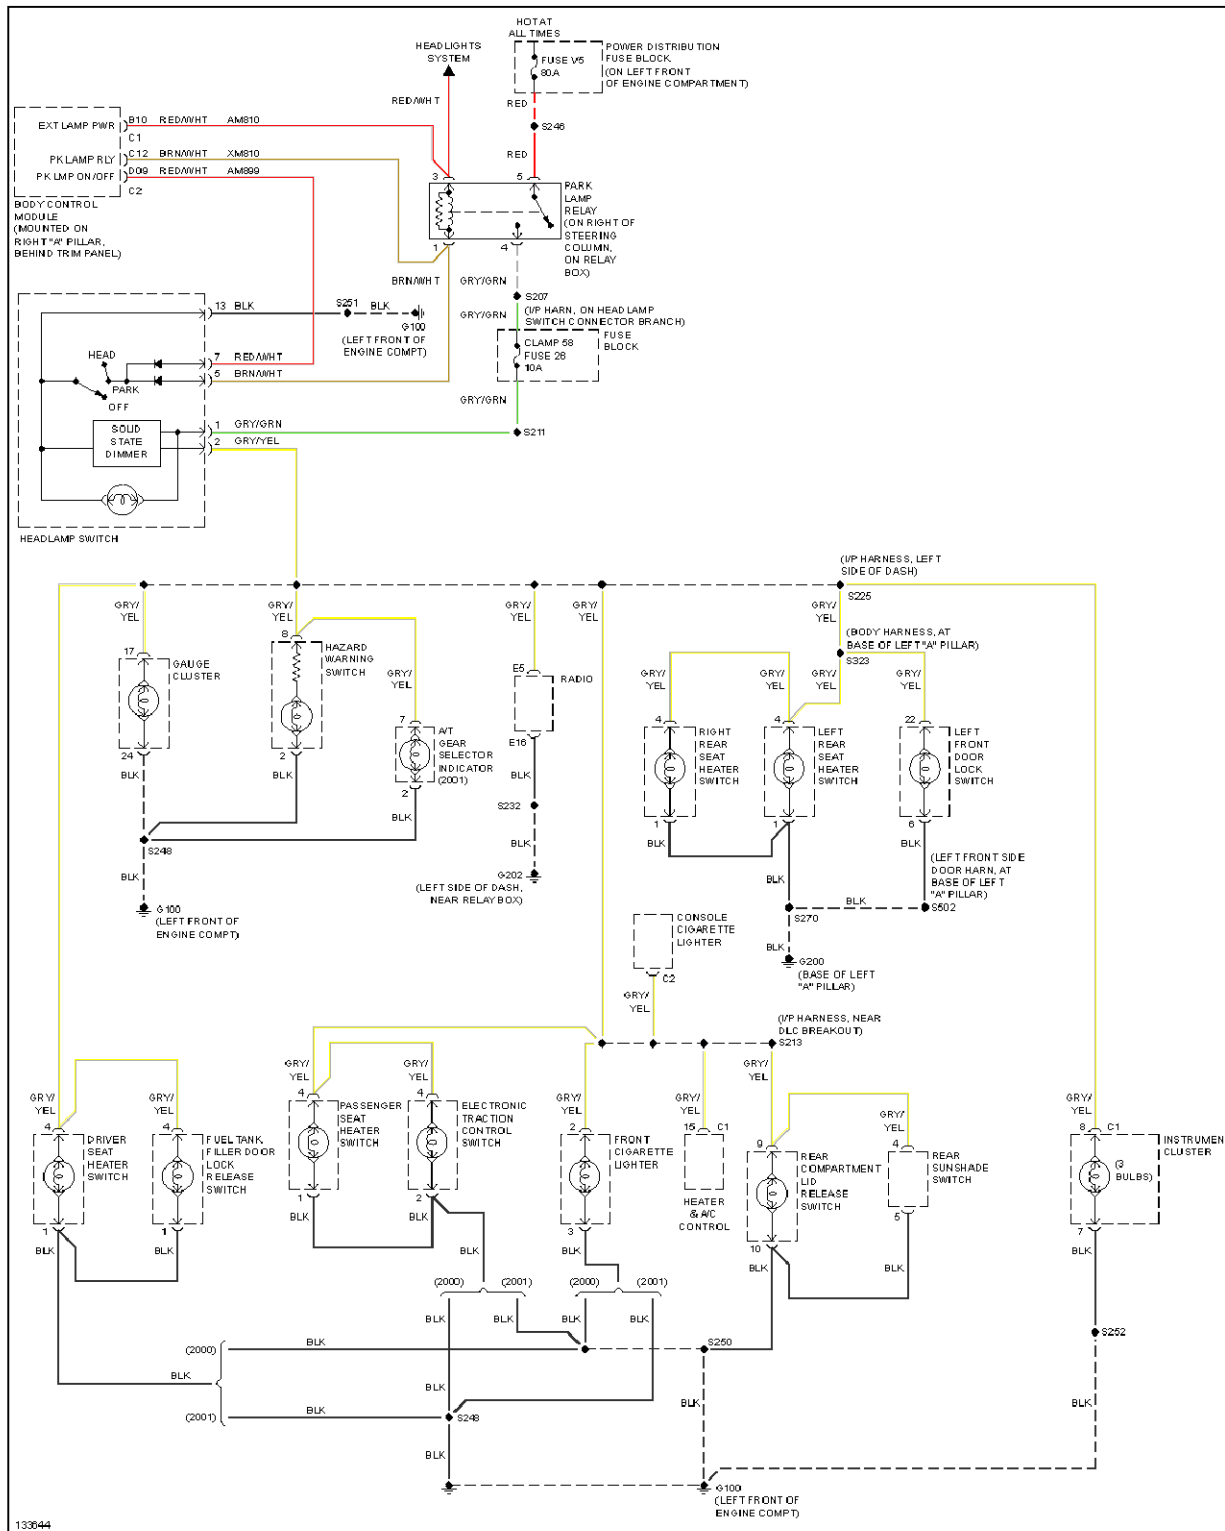 HOT AT
ALL TIMES
HEADLIGHTS
SYSTEM
FUSE V5
80A
POWER DISTRIBUTION
FUSE BLOCK
(ON LEFT FRONT
OF ENGINE COMPARTMENT)
RED/WHT
RED
S246
RED
EXT LAMP PWR
B10 RED/WHT AM810
C1
PK LAMP RLY
C12 BRN/WHT XM810
PK LMP ON/OFF
D09 RED/WHT AM899
C2
BODY CONTROL
MODULE
(MOUNTED ON
RIGHT "A" PILLAR,
BEHIND TRIM PANEL)
3
5
1
4
PARK
LAMP
RELAY
(ON RIGHT OF
STEERING
COLUMN,
ON RELAY
BOX)
BRN/WHT
GRY/GRN
S207
(I/P HARN, ON HEADLAMP
SWITCH CONNECTOR BRANCH)
GRY/GRN
CLAMP 58
FUSE 26
10A
FUSE
BLOCK
GRY/GRN
S211
13 BLK
S251
BLK
G100
(LEFT FRONT OF
ENGINE COMPT)
HEAD
PARK
OFF
7 RED/WHT
5 BRN/WHT
SOLID
STATE
DIMMER
1 GRY/GRN
2 GRY/YEL
HEADLAMP SWITCH
(I/P HARNESS, LEFT
SIDE OF DASH)
S225
GRY/
YEL
GRY/
YEL
GRY/
YEL
GRY/
YEL
GRY/
YEL
(BODY HARNESS, AT
BASE OF LEFT "A" PILLAR)
S323
17
GAUGE
CLUSTER
24
BLK
8
HAZARD
WARNING
SWITCH
2
BLK
GRY/
YEL
7
A/T
GEAR
SELECTOR
INDICATOR
(2001)
2
BLK
E5
RADIO
E16
BLK
S232
BLK
G202
(LEFT SIDE OF DASH,
NEAR RELAY BOX)
GRY/
YEL
GRY/
YEL
GRY/
YEL
GRY/
YEL
4
RIGHT
REAR
SEAT
HEATER
SWITCH
1
BLK
4
LEFT
REAR
SEAT
HEATER
SWITCH
1
BLK
22
LEFT
FRONT
DOOR
LOCK
SWITCH
6
BLK
(LEFT FRONT SIDE
DOOR HARN, AT
BASE OF LEFT
"A" PILLAR)
S502
BLK
S270
BLK
G200
(BASE OF LEFT
"A" PILLAR)
S248
BLK
G100
(LEFT FRONT OF
ENGINE COMPT)
CONSOLE
CIGARETTE
LIGHTER
C2
GRY/
YEL
(I/P HARNESS, NEAR
DLC BREAKOUT)
S213
GRY/
YEL
GRY/
YEL
GRY/
YEL
GRY/
YEL
GRY/
YEL
GRY/
YEL
GRY/
YEL
GRY/
YEL
GRY/
YEL
GRY/
YEL
4
DRIVER
SEAT
HEATER
SWITCH
1
BLK
4
FUEL TANK
FILLER DOOR
LOCK
RELEASE
SWITCH
1
BLK
4
PASSENGER
SEAT
HEATER
SWITCH
1
BLK
4
ELECTRONIC
TRACTION
CONTROL
SWITCH
2
BLK
BLK
2
FRONT
CIGARETTE
LIGHTER
3
BLK
15 C1
HEATER
& A/C
CONTROL
9
REAR
COMPARTMENT
LID
RELEASE
SWITCH
10
BLK
4
REAR
SUNSHADE
SWITCH
5
BLK
8 C1
INSTRUMEN
CLUSTER
(3
BULBS)
7
BLK
(2000)
(2001)
(2000)
(2001)
BLK
BLK
BLK
BLK
S252
S250
(2000)
BLK
BLK
BLK
BLK
BLK
(2001)
BLK
S248
BLK
G100
(LEFT FRONT OF
ENGINE COMPT)
133644